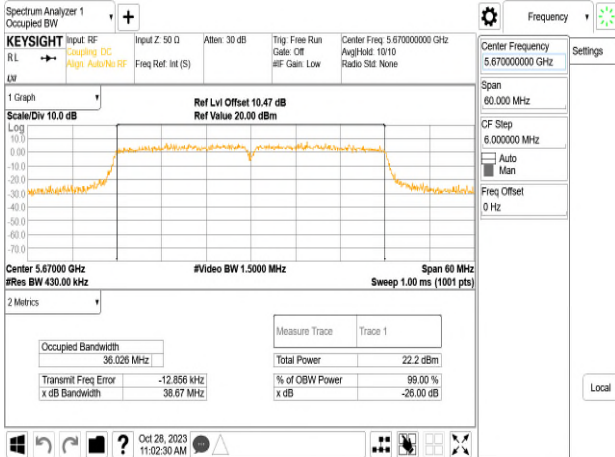 Spectrum Analyzer 1
Occupied BW
+
Frequency
KEYSIGHT
RL
Input: RF
Coupling: DC
Align: Auto/No RF
Input Z: 50 Ω
Freq Ref: Int (S)
Atten: 30 dB
Trig: Free Run
Gate: Off
#IF Gain: Low
Center Freq: 5.670000000 GHz
Avg|Hold: 10/10
Radio Std: None
Center Frequency
5.670000000 GHz
Settings
Span
60.000 MHz
CF Step
6.000000 MHz
Auto
Man
Freq Offset
0 Hz
Local
1 Graph
Scale/Div 10.0 dB
Ref Lvl Offset 10.47 dB
Ref Value 20.00 dBm
Log
10.0
0.00
-10.0
-20.0
-30.0
-40.0
-50.0
-60.0
-70.0
Center 5.67000 GHz
#Video BW 1.5000 MHz
Span 60 MHz
#Res BW 430.00 kHz
Sweep 1.00 ms (1001 pts)
2 Metrics
Measure Trace
Trace 1
Occupied Bandwidth
36.026 MHz
Total Power
22.2 dBm
Transmit Freq Error
-12.856 kHz
% of OBW Power
99.00 %
x dB Bandwidth
38.67 MHz
x dB
-26.00 dB
?
Oct 28, 2023
11:02:30 AM